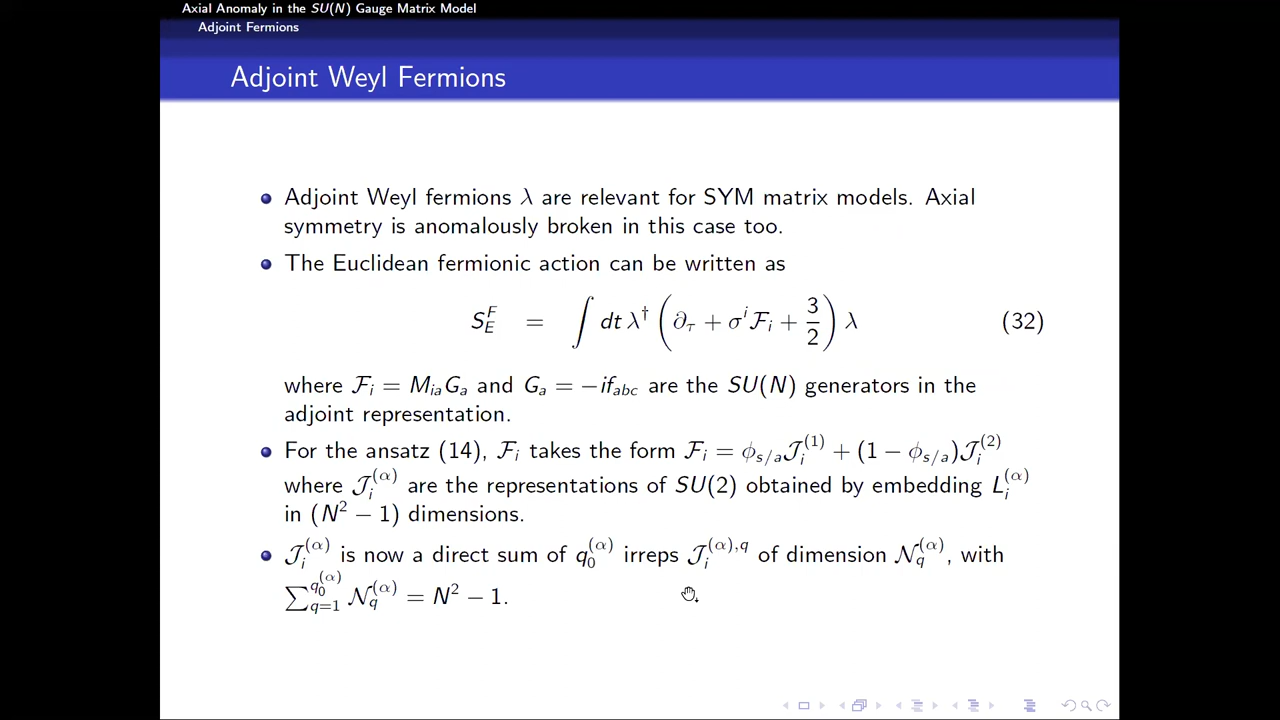 Axial Anomaly in the SU(N) Gauge Matrix Model
Adjoint Fermions
Adjoint Weyl Fermions
Adjoint Weyl fermions λ are relevant for SYM matrix models. Axial
symmetry is anomalously broken in this case too.
The Euclidean fermionic action can be written as
S_E^F = ∫ dt λ† (∂_τ + σ^i ℱ_i + 3/2) λ (32)
where ℱ_i = M_{ia} G_a and G_a = −if_{abc} are the SU(N) generators in the
adjoint representation.
For the ansatz (14), ℱ_i takes the form ℱ_i = ϕ_{s/a} 𝒥_i^{(1)} + (1 − ϕ_{s/a}) 𝒥_i^{(2)}
where 𝒥_i^{(α)} are the representations of SU(2) obtained by embedding L_i^{(α)}
in (N² − 1) dimensions.
𝒥_i^{(α)} is now a direct sum of q_0^{(α)} irreps 𝒥_i^{(α),q} of dimension 𝒩_q^{(α)}, with
∑_{q=1}^{q_0^{(α)}} 𝒩_q^{(α)} = N² − 1.